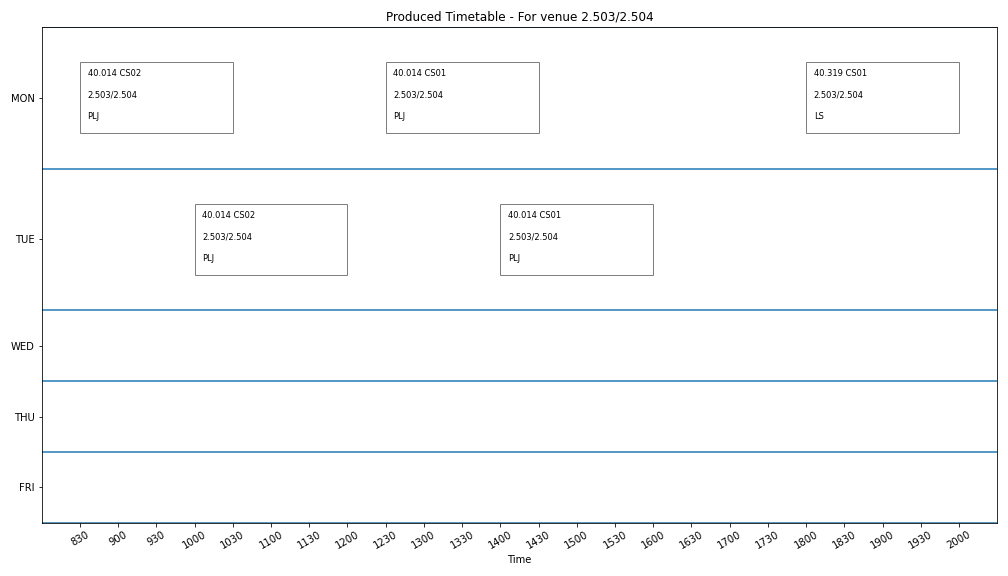 Produced Timetable - For venue 2.503/2.504
MON
40.014 CS02
2.503/2.504
PLJ
40.014 CS01
2.503/2.504
PLJ
40.319 CS01
2.503/2.504
LS
TUE
40.014 CS02
2.503/2.504
PLJ
40.014 CS01
2.503/2.504
PLJ
WED
THU
FRI
830 900 930 1000 1030 1100 1130 1200 1230 1300 1330 1400 1430 1500 1530 1600 1630 1700 1730 1800 1830 1900 1930 2000
Time